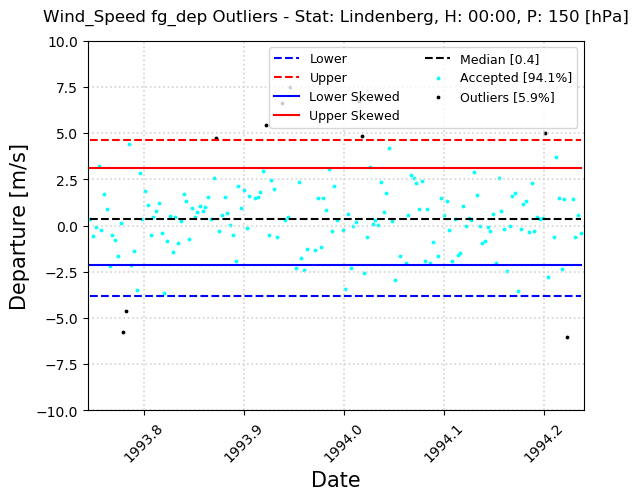 Wind_Speed fg_dep Outliers - Stat: Lindenberg, H: 00:00, P: 150 [hPa]
Departure [m/s]
10.0
7.5
5.0
2.5
0.0
−2.5
−5.0
−7.5
−10.0
Lower
Upper
Lower Skewed
Upper Skewed
Median [0.4]
Accepted [94.1%]
Outliers [5.9%]
1993.8
1993.9
1994.0
1994.1
1994.2
Date